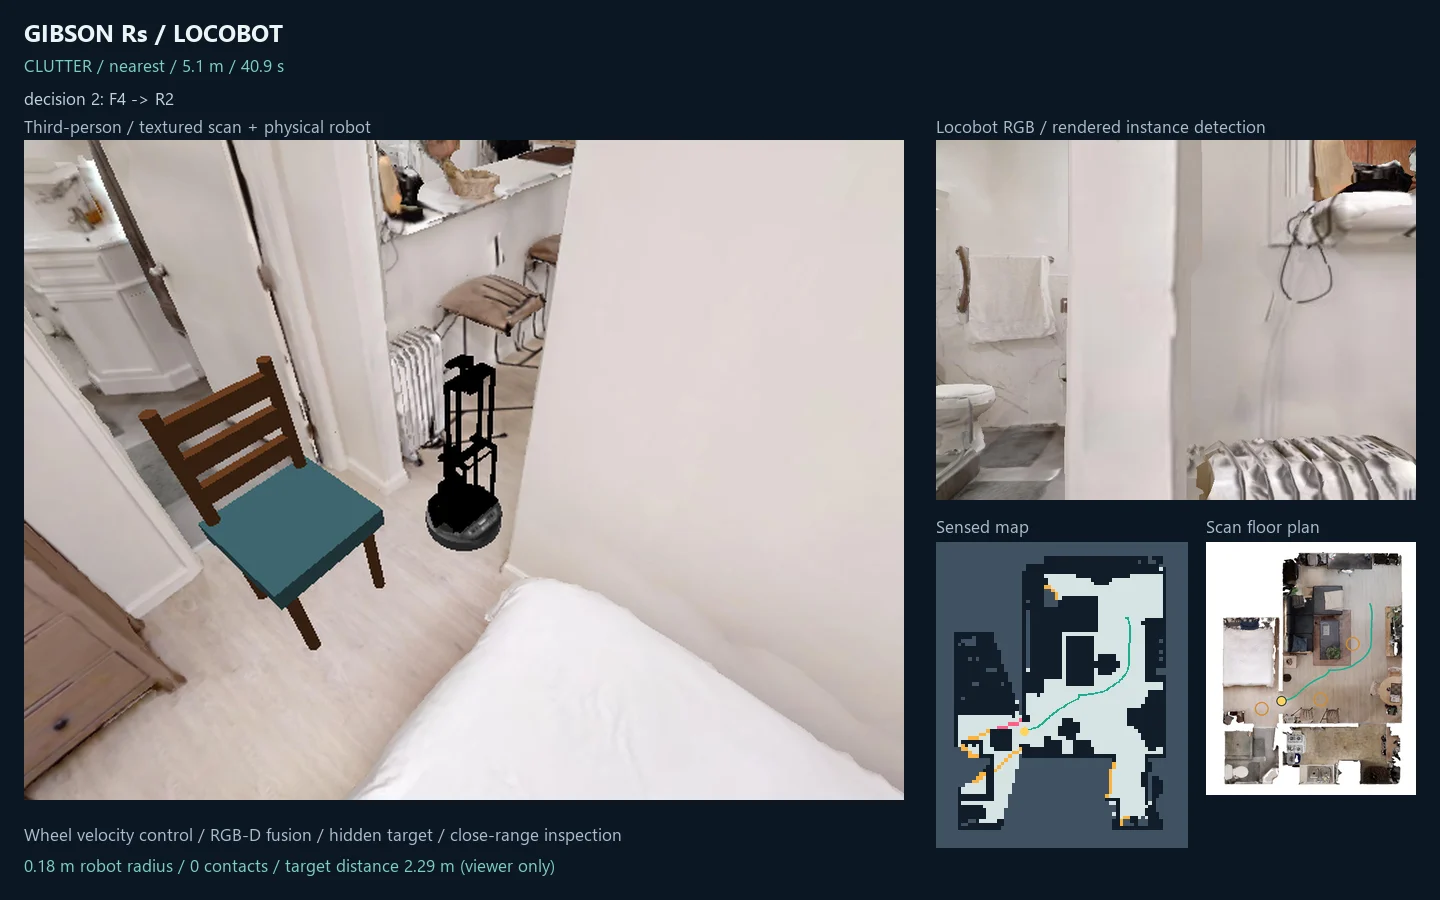 GIBSON Rs / LOCOBOT
CLUTTER / nearest / 5.1 m / 40.9 s
decision 2: F4 -> R2
Third-person / textured scan + physical robot
Locobot RGB / rendered instance detection
Sensed map
Scan floor plan
Wheel velocity control / RGB-D fusion / hidden target / close-range inspection
0.18 m robot radius / 0 contacts / target distance 2.29 m (viewer only)